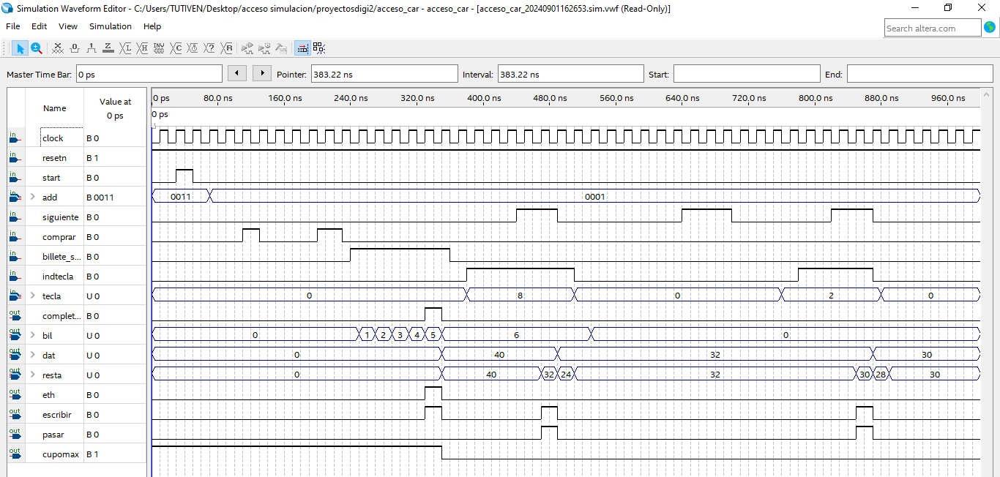 Simulation Waveform Editor - C:/Users/TUTIVEN/Desktop/acceso simulacion/proyectosdigi2/acceso_car - acceso_car - [acceso_car_20240901162653.sim.vwf (Read-Only)]
File Edit View Simulation Help
Search altera.com
Master Time Bar: 0 ps Pointer: 383.22 ns Interval: 383.22 ns Start: End:
Name Value at 0 ps
0 ps 80.0 ns 160.0 ns 240.0 ns 320.0 ns 400.0 ns 480.0 ns 560.0 ns 640.0 ns 720.0 ns 800.0 ns 880.0 ns 960.0 ns
0 ps
in clock B 0
in resetn B 1
in start B 0
in add B 0011 0011 0001
in siguiente B 0
in comprar B 0
in billete_s... B 0
in indtecla B 0
in tecla U 0 0 8 0 2 0
out complet... B 0
out bil U 0 0 1 2 3 4 5 6 0
out dat U 0 0 40 32 30
out resta U 0 0 40 32 24 32 30 28 30
out eth B 0
out escribir B 0
out pasar B 0
out cupomax B 1